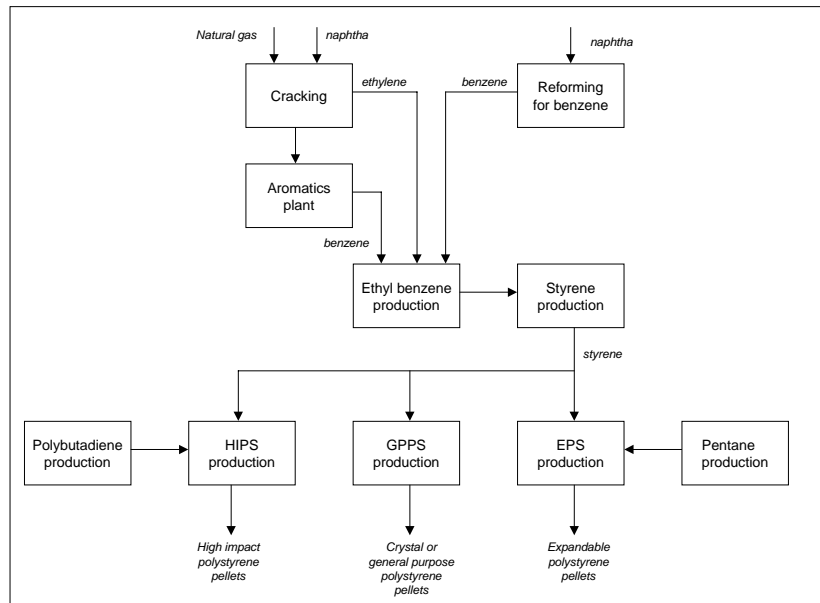 Natural gas
naphtha
naphtha
Cracking
ethylene
benzene
Reforming
for benzene
Aromatics
plant
benzene
Ethyl benzene
production
Styrene
production
styrene
Polybutadiene
production
HIPS
production
GPPS
production
EPS
production
Pentane
production
High impact
polystyrene
pellets
Crystal or
general purpose
polystyrene
pellets
Expandable
polystyrene
pellets